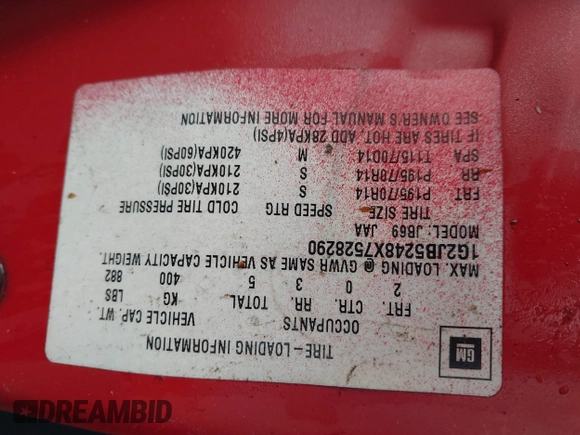 TIRE-LOADING INFORMATION
GM
OCCUPANTS VEHICLE CAP. WT.
FRT. CTR. RR. TOTAL KG LBS
2 0 3 5 400 882
MAX. LOADING @ GVWR SAME AS VEHICLE CAPACITY WEIGHT.
1G2JB5248X7528290
MODEL: JB69 JAA
TIRE SIZE SPEED RTG COLD TIRE PRESSURE
FRT P195/70R14 S 210KPA(30PSI)
RR P195/70R14 S 210KPA(30PSI)
SPA T115/70D14 M 420KPA(60PSI)
IF TIRES ARE HOT, ADD 28KPA(4PSI)
SEE OWNER'S MANUAL FOR MORE INFORMATION
DREAMBID